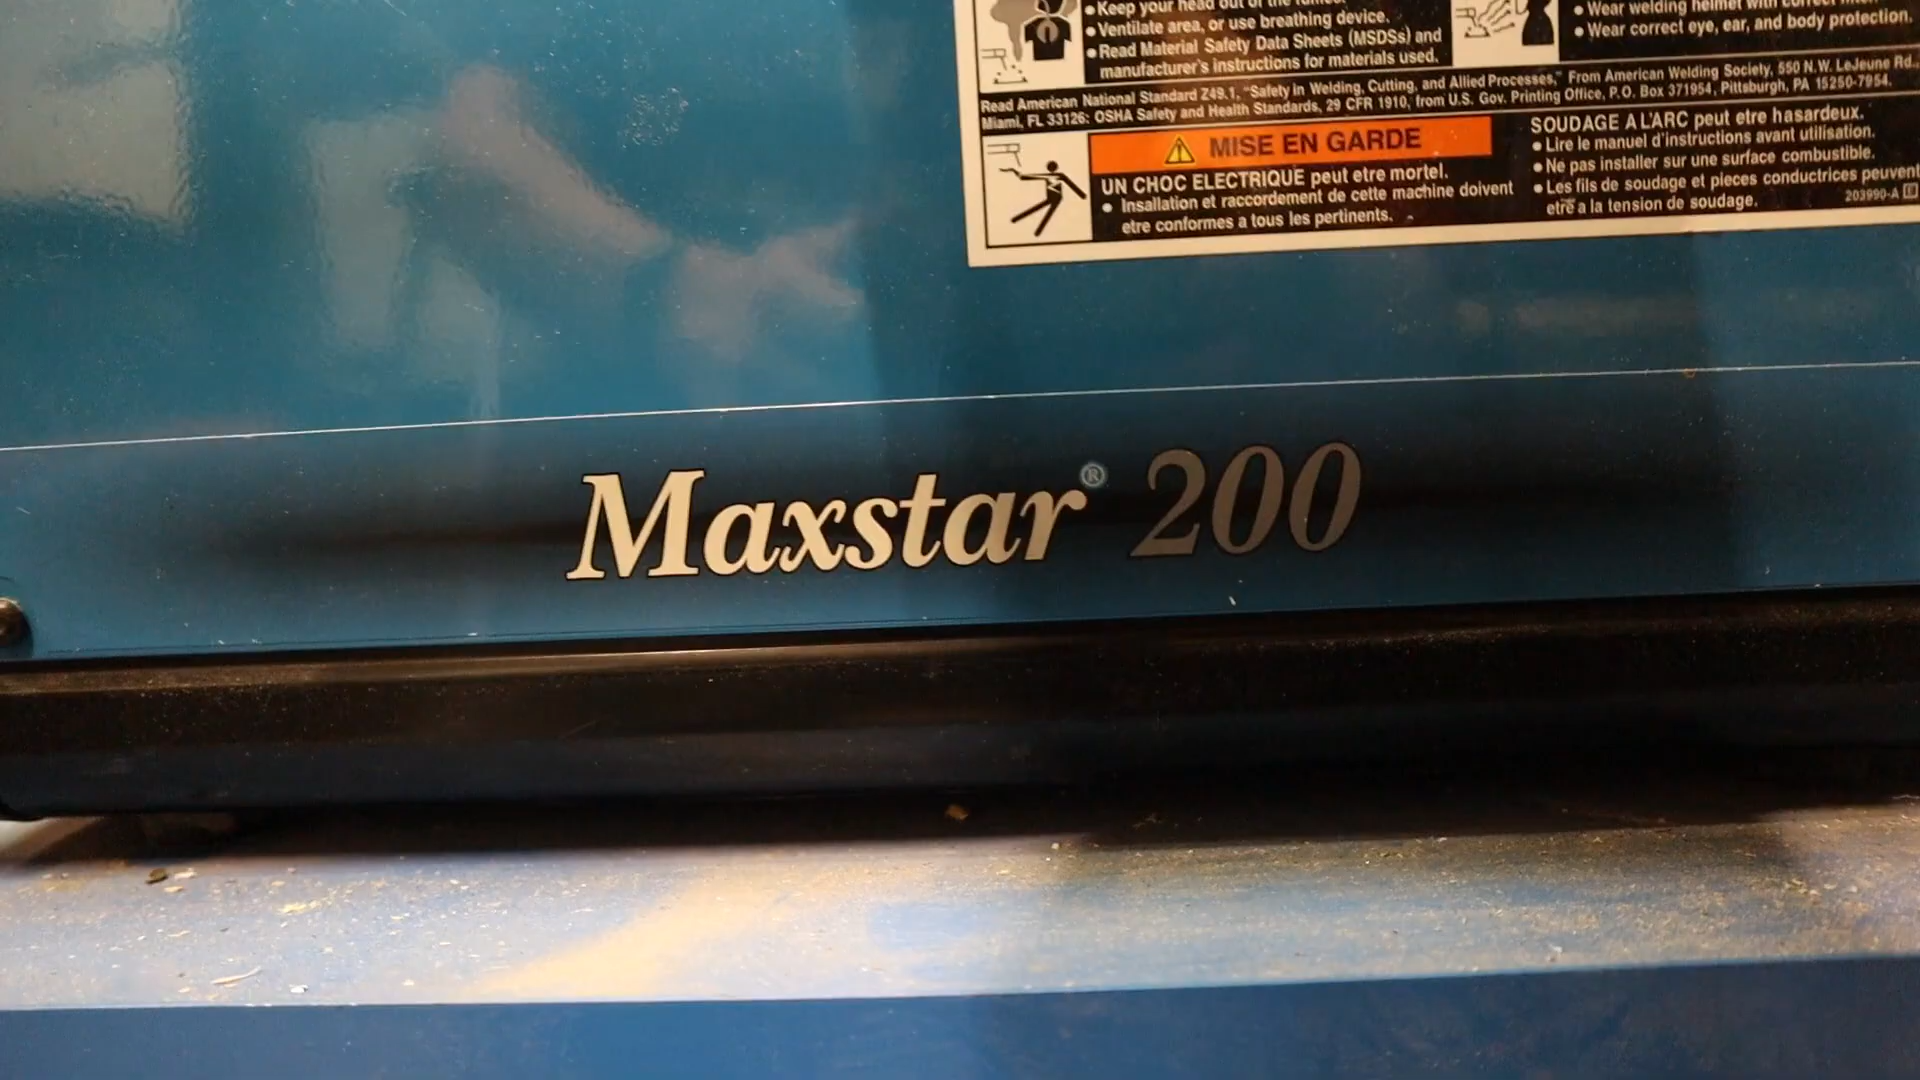 • Keep your head out of the fumes.
• Ventilate area, or use breathing device.
• Read Material Safety Data Sheets (MSDSs) and
manufacturer's instructions for materials used.
• Wear welding helmet with correct
• Wear correct eye, ear, and body protection.
Read American National Standard Z49.1, "Safety in Welding, Cutting, and Allied Processes," From American Welding Society, 550 N.W. LeJeune Rd.,
Miami, FL 33126; OSHA Safety and Health Standards, 29 CFR 1910, from U.S. Gov. Printing Office, P.O. Box 371954, Pittsburgh, PA 15250-7954.
MISE EN GARDE
UN CHOC ELECTRIQUE peut etre mortel.
• Insallation et raccordement de cette machine doivent
etre conformes a tous les pertinents.
SOUDAGE A L'ARC peut etre hasardeux.
• Lire le manuel d'instructions avant utilisation.
• Ne pas installer sur une surface combustible.
• Les fils de soudage et pieces conductrices peuvent
etre a la tension de soudage.
203990-A
Maxstar® 200